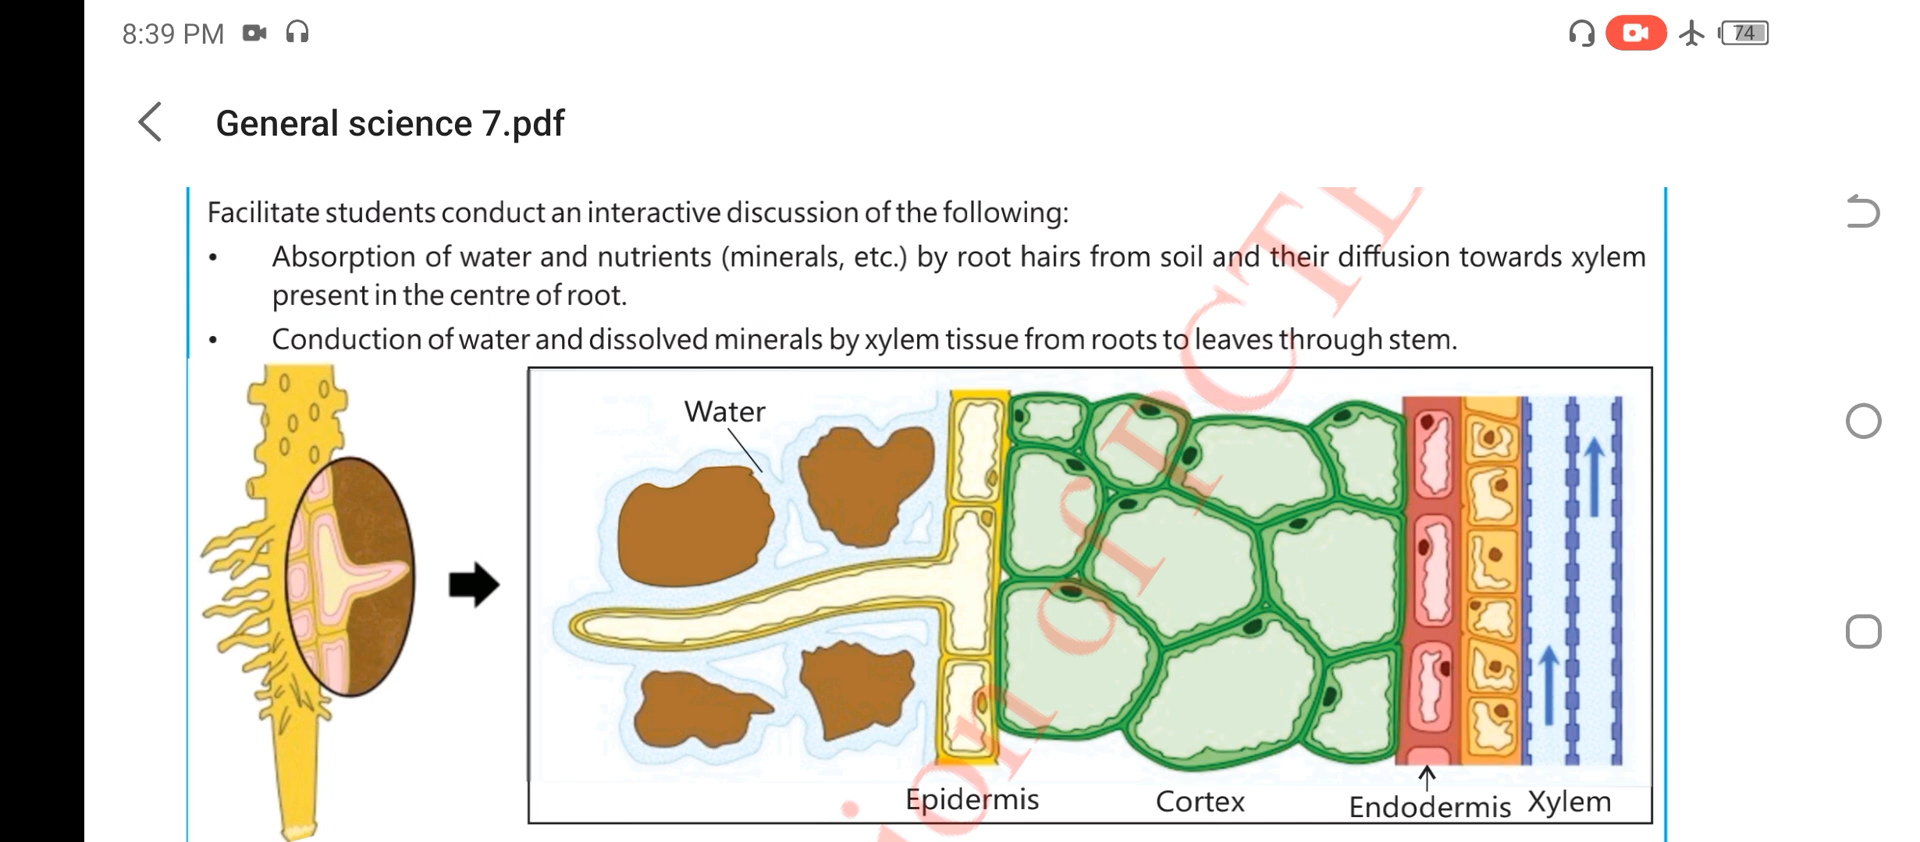 8:39 PM
74
General science 7.pdf
Facilitate students conduct an interactive discussion of the following:
• Absorption of water and nutrients (minerals, etc.) by root hairs from soil and their diffusion towards xylem
present in the centre of root.
• Conduction of water and dissolved minerals by xylem tissue from roots to leaves through stem.
Water
Epidermis
Cortex
Endodermis
Xylem